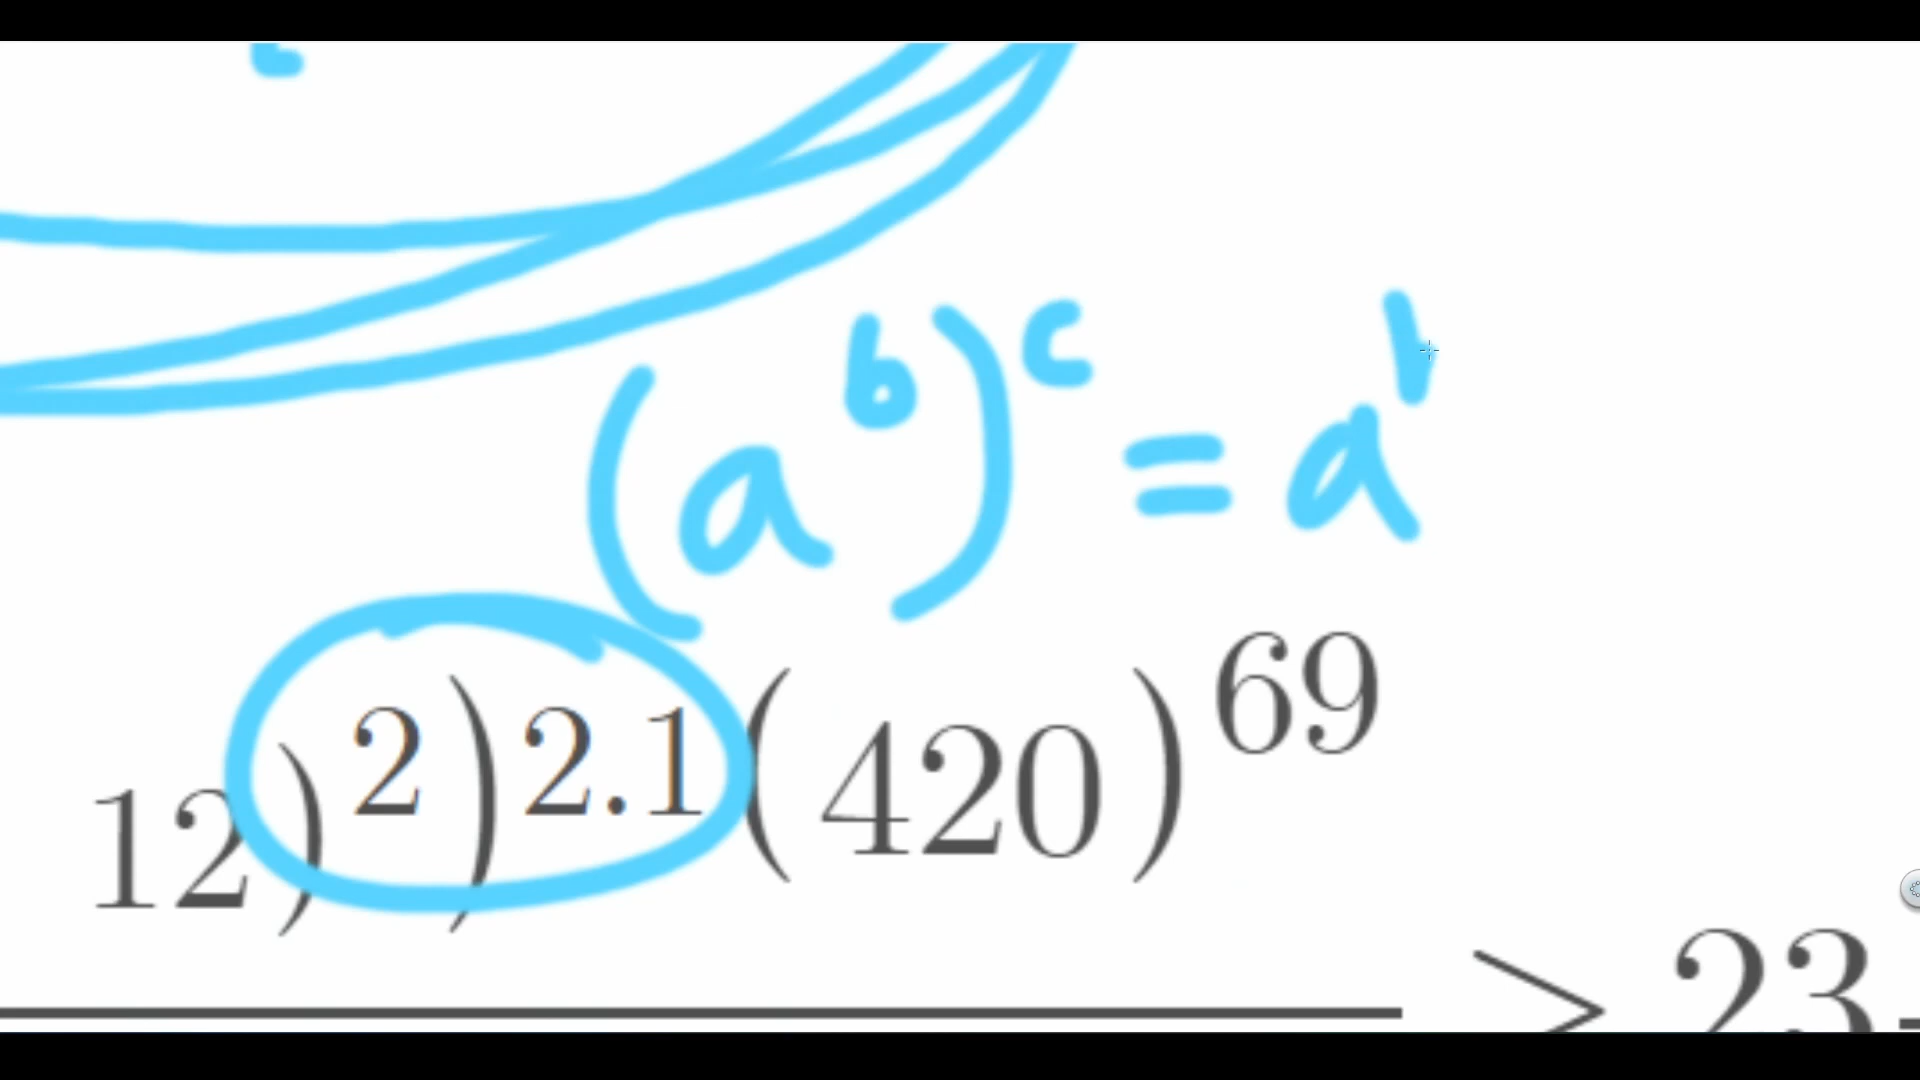 (a^b)^c = a
12)^2)^2.1(420)^69
> 23